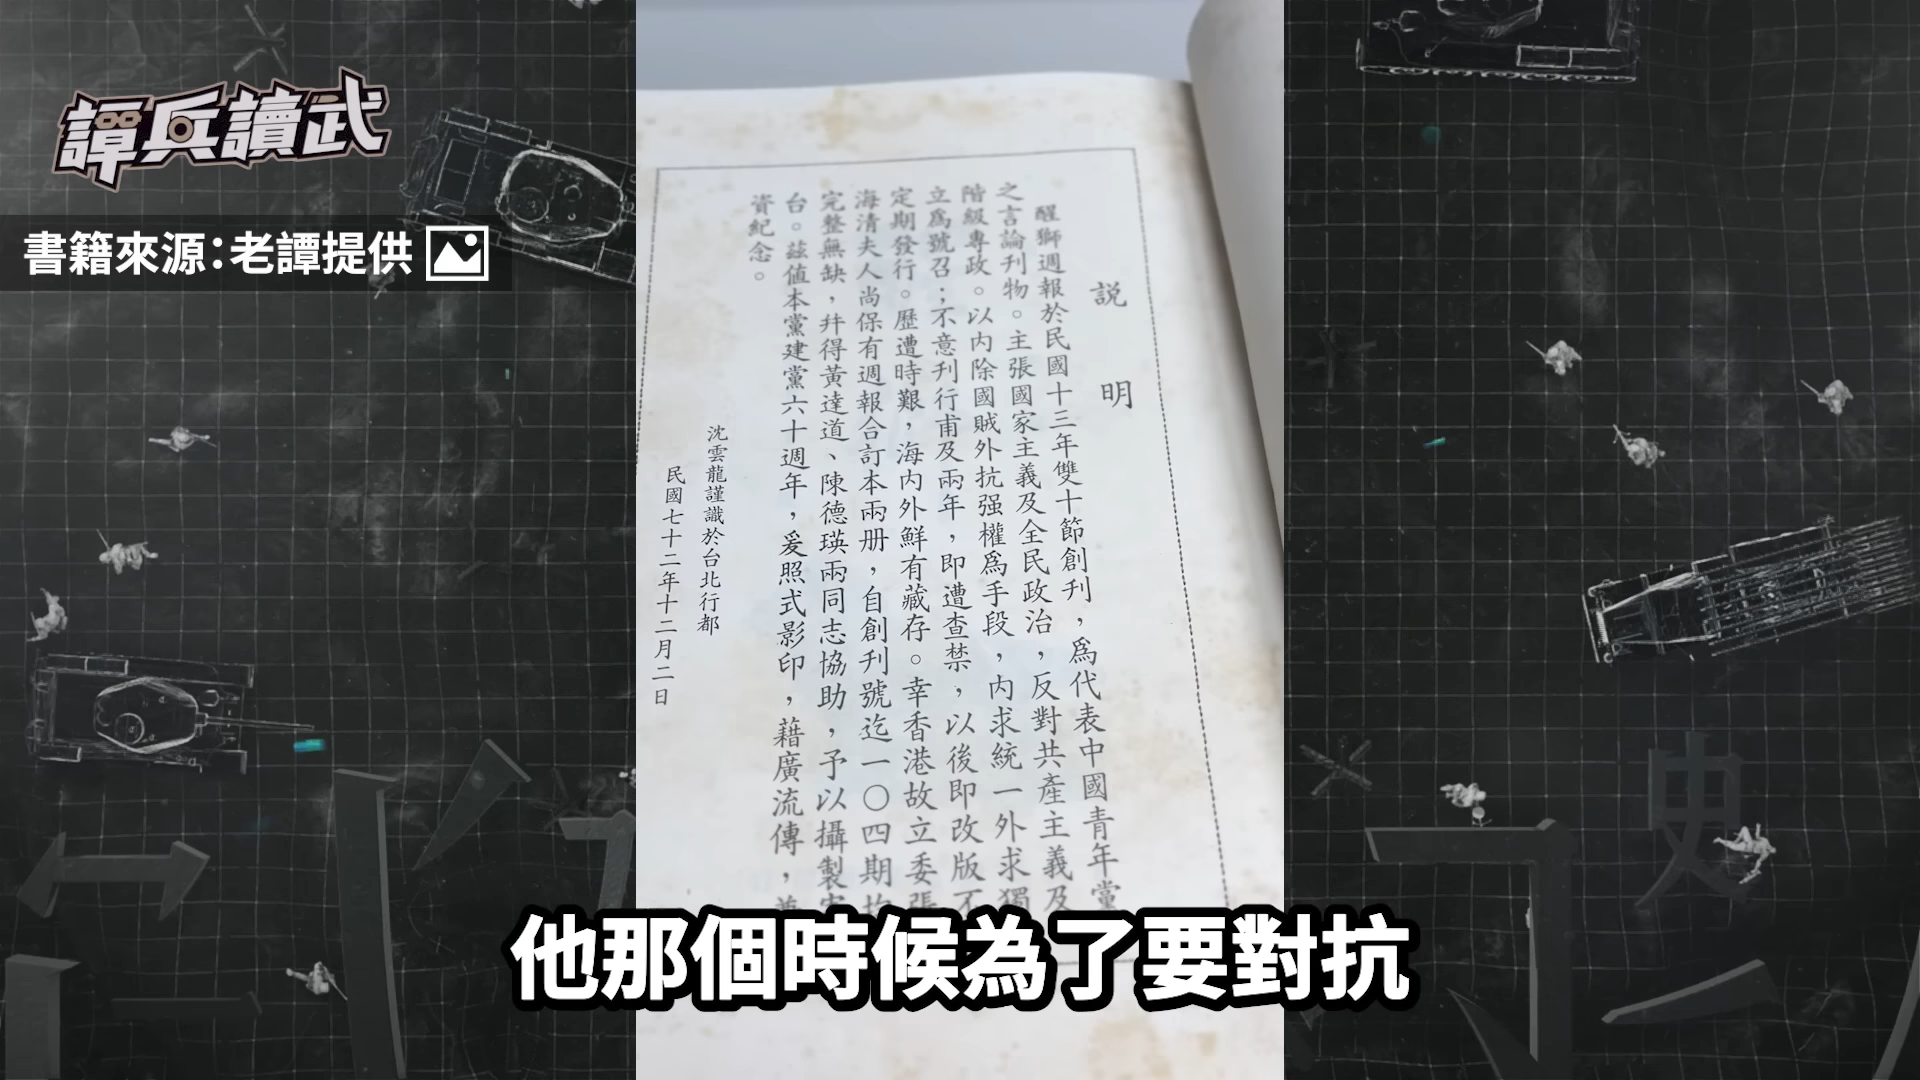 譚兵讀武
書籍來源：老譚提供
説明
醒獅週報於民國十三年雙十節創刊，爲代表中國青年黨
之言論刊物。主張國家主義及全民政治，反對共產主義及
階級專政。以內除國賊外抗强權爲手段，內求統一外求獨
立爲號召；不意刊行甫及兩年，即遭查禁，以後即改版不
定期發行。歷遭時艱，海內外鮮有藏存。幸香港故立委張
海清夫人尚保有週報合訂本兩册，自創刊號迄一〇四期均
完整無缺，幷得黃達道、陳德瑛兩同志協助，予以攝製寄
台。茲值本黨建黨六十週年，爰照式影印，藉廣流傳，兼
資紀念。
沈雲龍謹識於台北行都
民國七十二年十二月二日
史
他那個時候為了要對抗